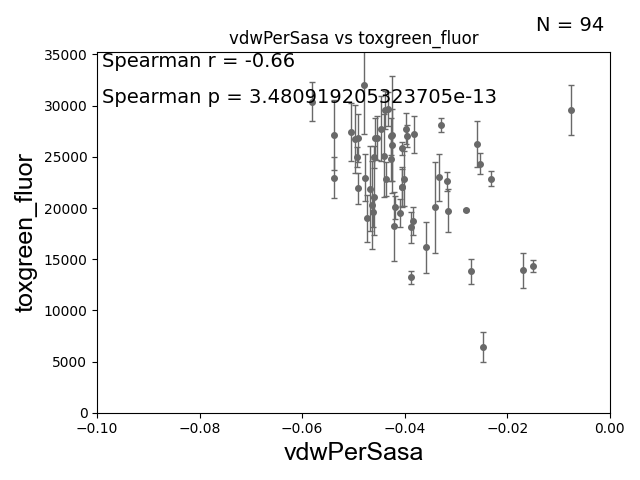 N = 94
vdwPerSasa vs toxgreen_fluor
Spearman r = -0.66
Spearman p = 3.480919205323705e-13
35000
30000
25000
20000
15000
10000
5000
0
toxgreen_fluor
−0.10 −0.08 −0.06 −0.04 −0.02 0.00
vdwPerSasa